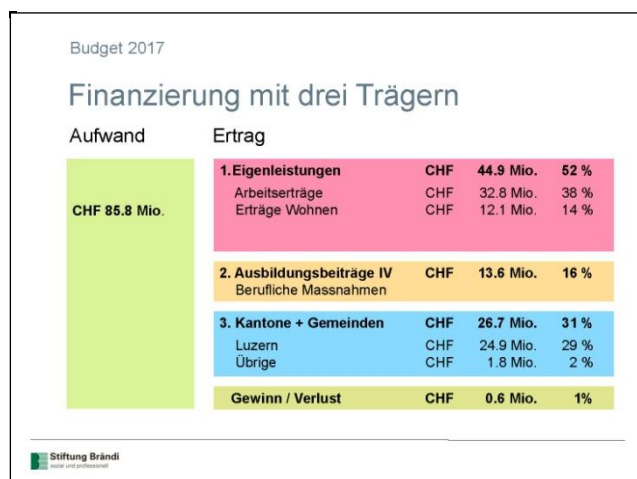 Budget 2017
Finanzierung mit drei Trägern
Aufwand Ertrag
CHF 85.8 Mio.
1. Eigenleistungen CHF 44.9 Mio. 52 %
Arbeitserträge CHF 32.8 Mio. 38 %
Erträge Wohnen CHF 12.1 Mio. 14 %
2. Ausbildungsbeiträge IV CHF 13.6 Mio. 16 %
Berufliche Massnahmen
3. Kantone + Gemeinden CHF 26.7 Mio. 31 %
Luzern CHF 24.9 Mio. 29 %
Übrige CHF 1.8 Mio. 2 %
Gewinn / Verlust CHF 0.6 Mio. 1%
Stiftung Brändi
sozial und professionell